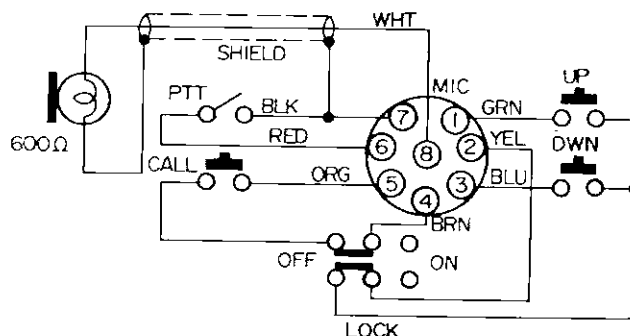 WHT
SHIELD
MIC
UP
PTT
BLK
7
1
GRN
600Ω
RED
6
8
2
YEL
DWN
CALL
ORG
5
3
BLU
4
BRN
OFF
ON
LOCK